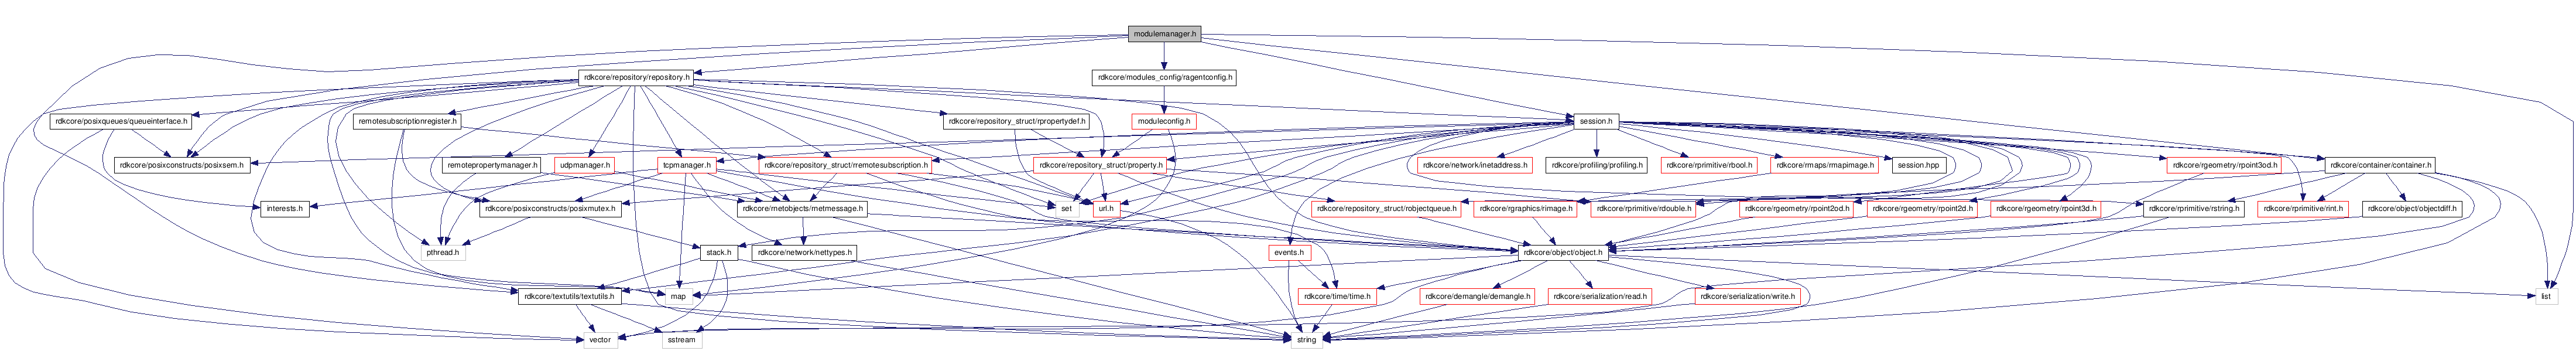 modulemanager.h
rdkcore/repository/repository.h
rdkcore/modules_config/ragentconfig.h
rdkcore/posixqueues/queueinterface.h
remotesubscriptionregister.h
rdkcore/repository_struct/rpropertydef.h
moduleconfig.h
session.h
rdkcore/posixconstructs/posixsem.h
remotepropertymanager.h
udpmanager.h
tcpmanager.h
rdkcore/repository_struct/rremotesubscription.h
rdkcore/repository_struct/property.h
rdkcore/network/inetaddress.h
rdkcore/profiling/profiling.h
rdkcore/rprimitive/rbool.h
rdkcore/rmaps/rmapimage.h
session.hpp
rdkcore/rgeometry/rpoint3od.h
rdkcore/container/container.h
interests.h
rdkcore/posixconstructs/posixmutex.h
rdkcore/metobjects/metmessage.h
set
url.h
rdkcore/repository_struct/robjectqueue.h
rdkcore/rgraphics/rimage.h
rdkcore/rprimitive/rdouble.h
rdkcore/rgeometry/rpoint2od.h
rdkcore/rgeometry/rpoint2d.h
rdkcore/rgeometry/rpoint3d.h
rdkcore/rprimitive/rstring.h
rdkcore/rprimitive/rint.h
rdkcore/object/objectdiff.h
pthread.h
stack.h
rdkcore/network/nettypes.h
events.h
rdkcore/object/object.h
rdkcore/textutils/textutils.h
map
rdkcore/time/time.h
rdkcore/demangle/demangle.h
rdkcore/serialization/read.h
rdkcore/serialization/write.h
list
vector
sstream
string